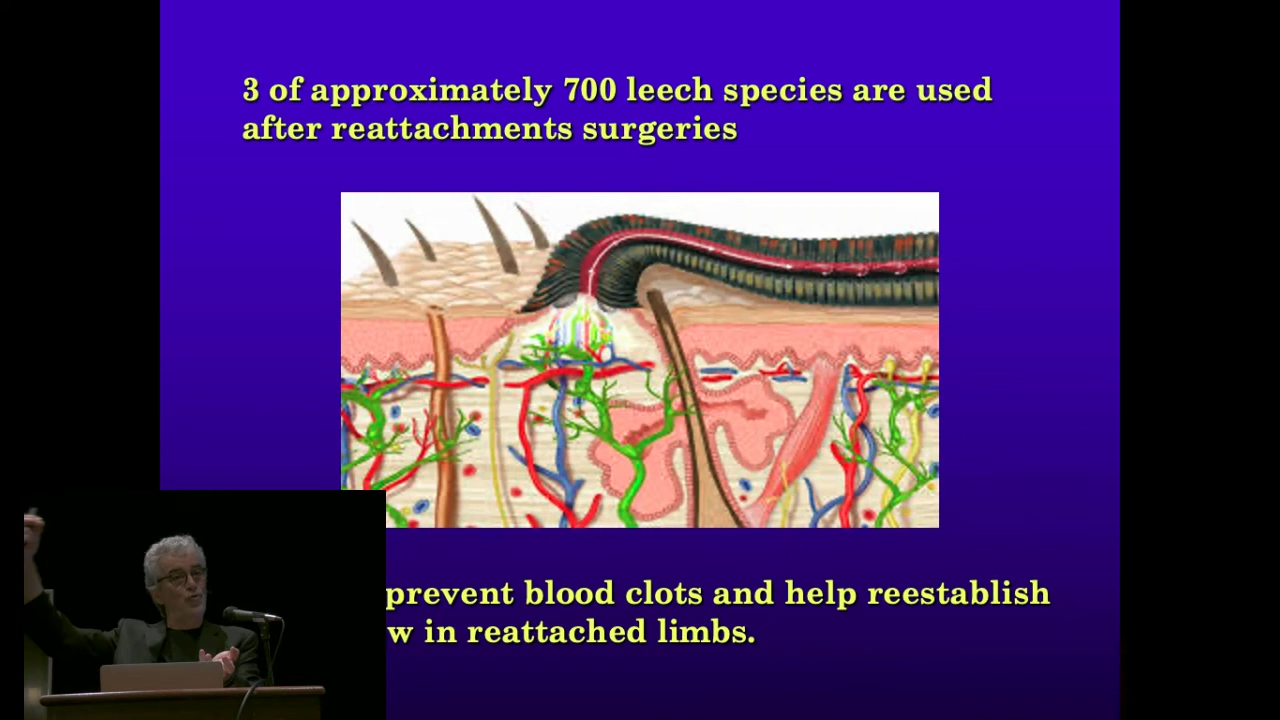 3 of approximately 700 leech species are used
after reattachments surgeries
prevent blood clots and help reestablish
in reattached limbs.